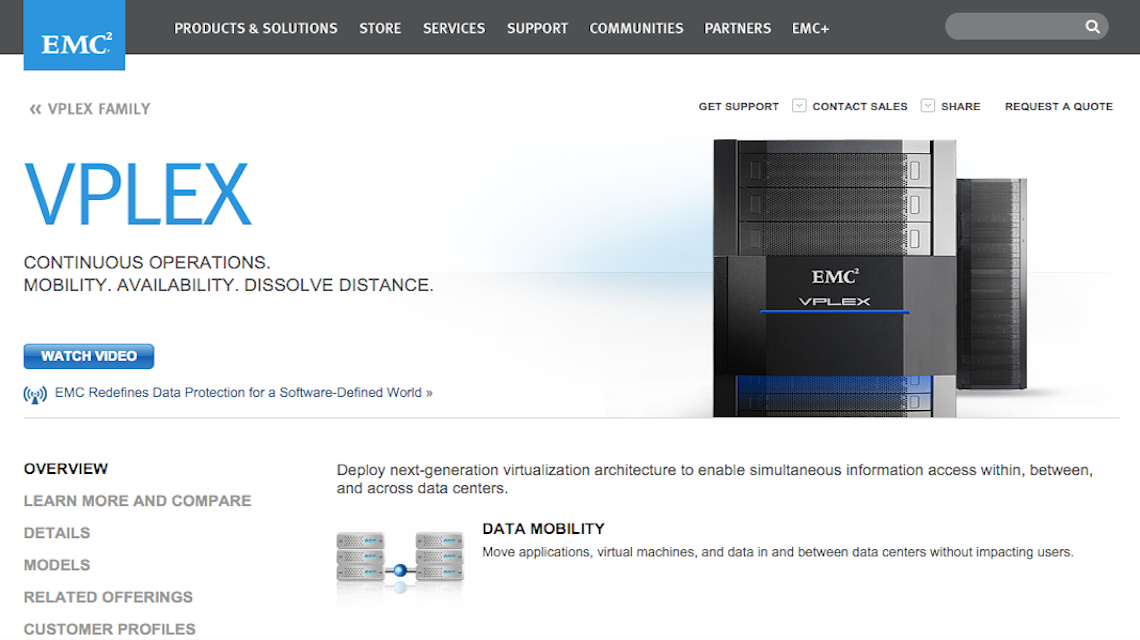 EMC²
PRODUCTS & SOLUTIONS
STORE
SERVICES
SUPPORT
COMMUNITIES
PARTNERS
EMC+
« VPLEX FAMILY
GET SUPPORT
CONTACT SALES
SHARE
REQUEST A QUOTE
VPLEX
CONTINUOUS OPERATIONS.
MOBILITY. AVAILABILITY. DISSOLVE DISTANCE.
EMC²
VPLEX
WATCH VIDEO
EMC Redefines Data Protection for a Software-Defined World »
OVERVIEW
LEARN MORE AND COMPARE
DETAILS
MODELS
RELATED OFFERINGS
CUSTOMER PROFILES
Deploy next-generation virtualization architecture to enable simultaneous information access within, between,
and across data centers.
DATA MOBILITY
Move applications, virtual machines, and data in and between data centers without impacting users.